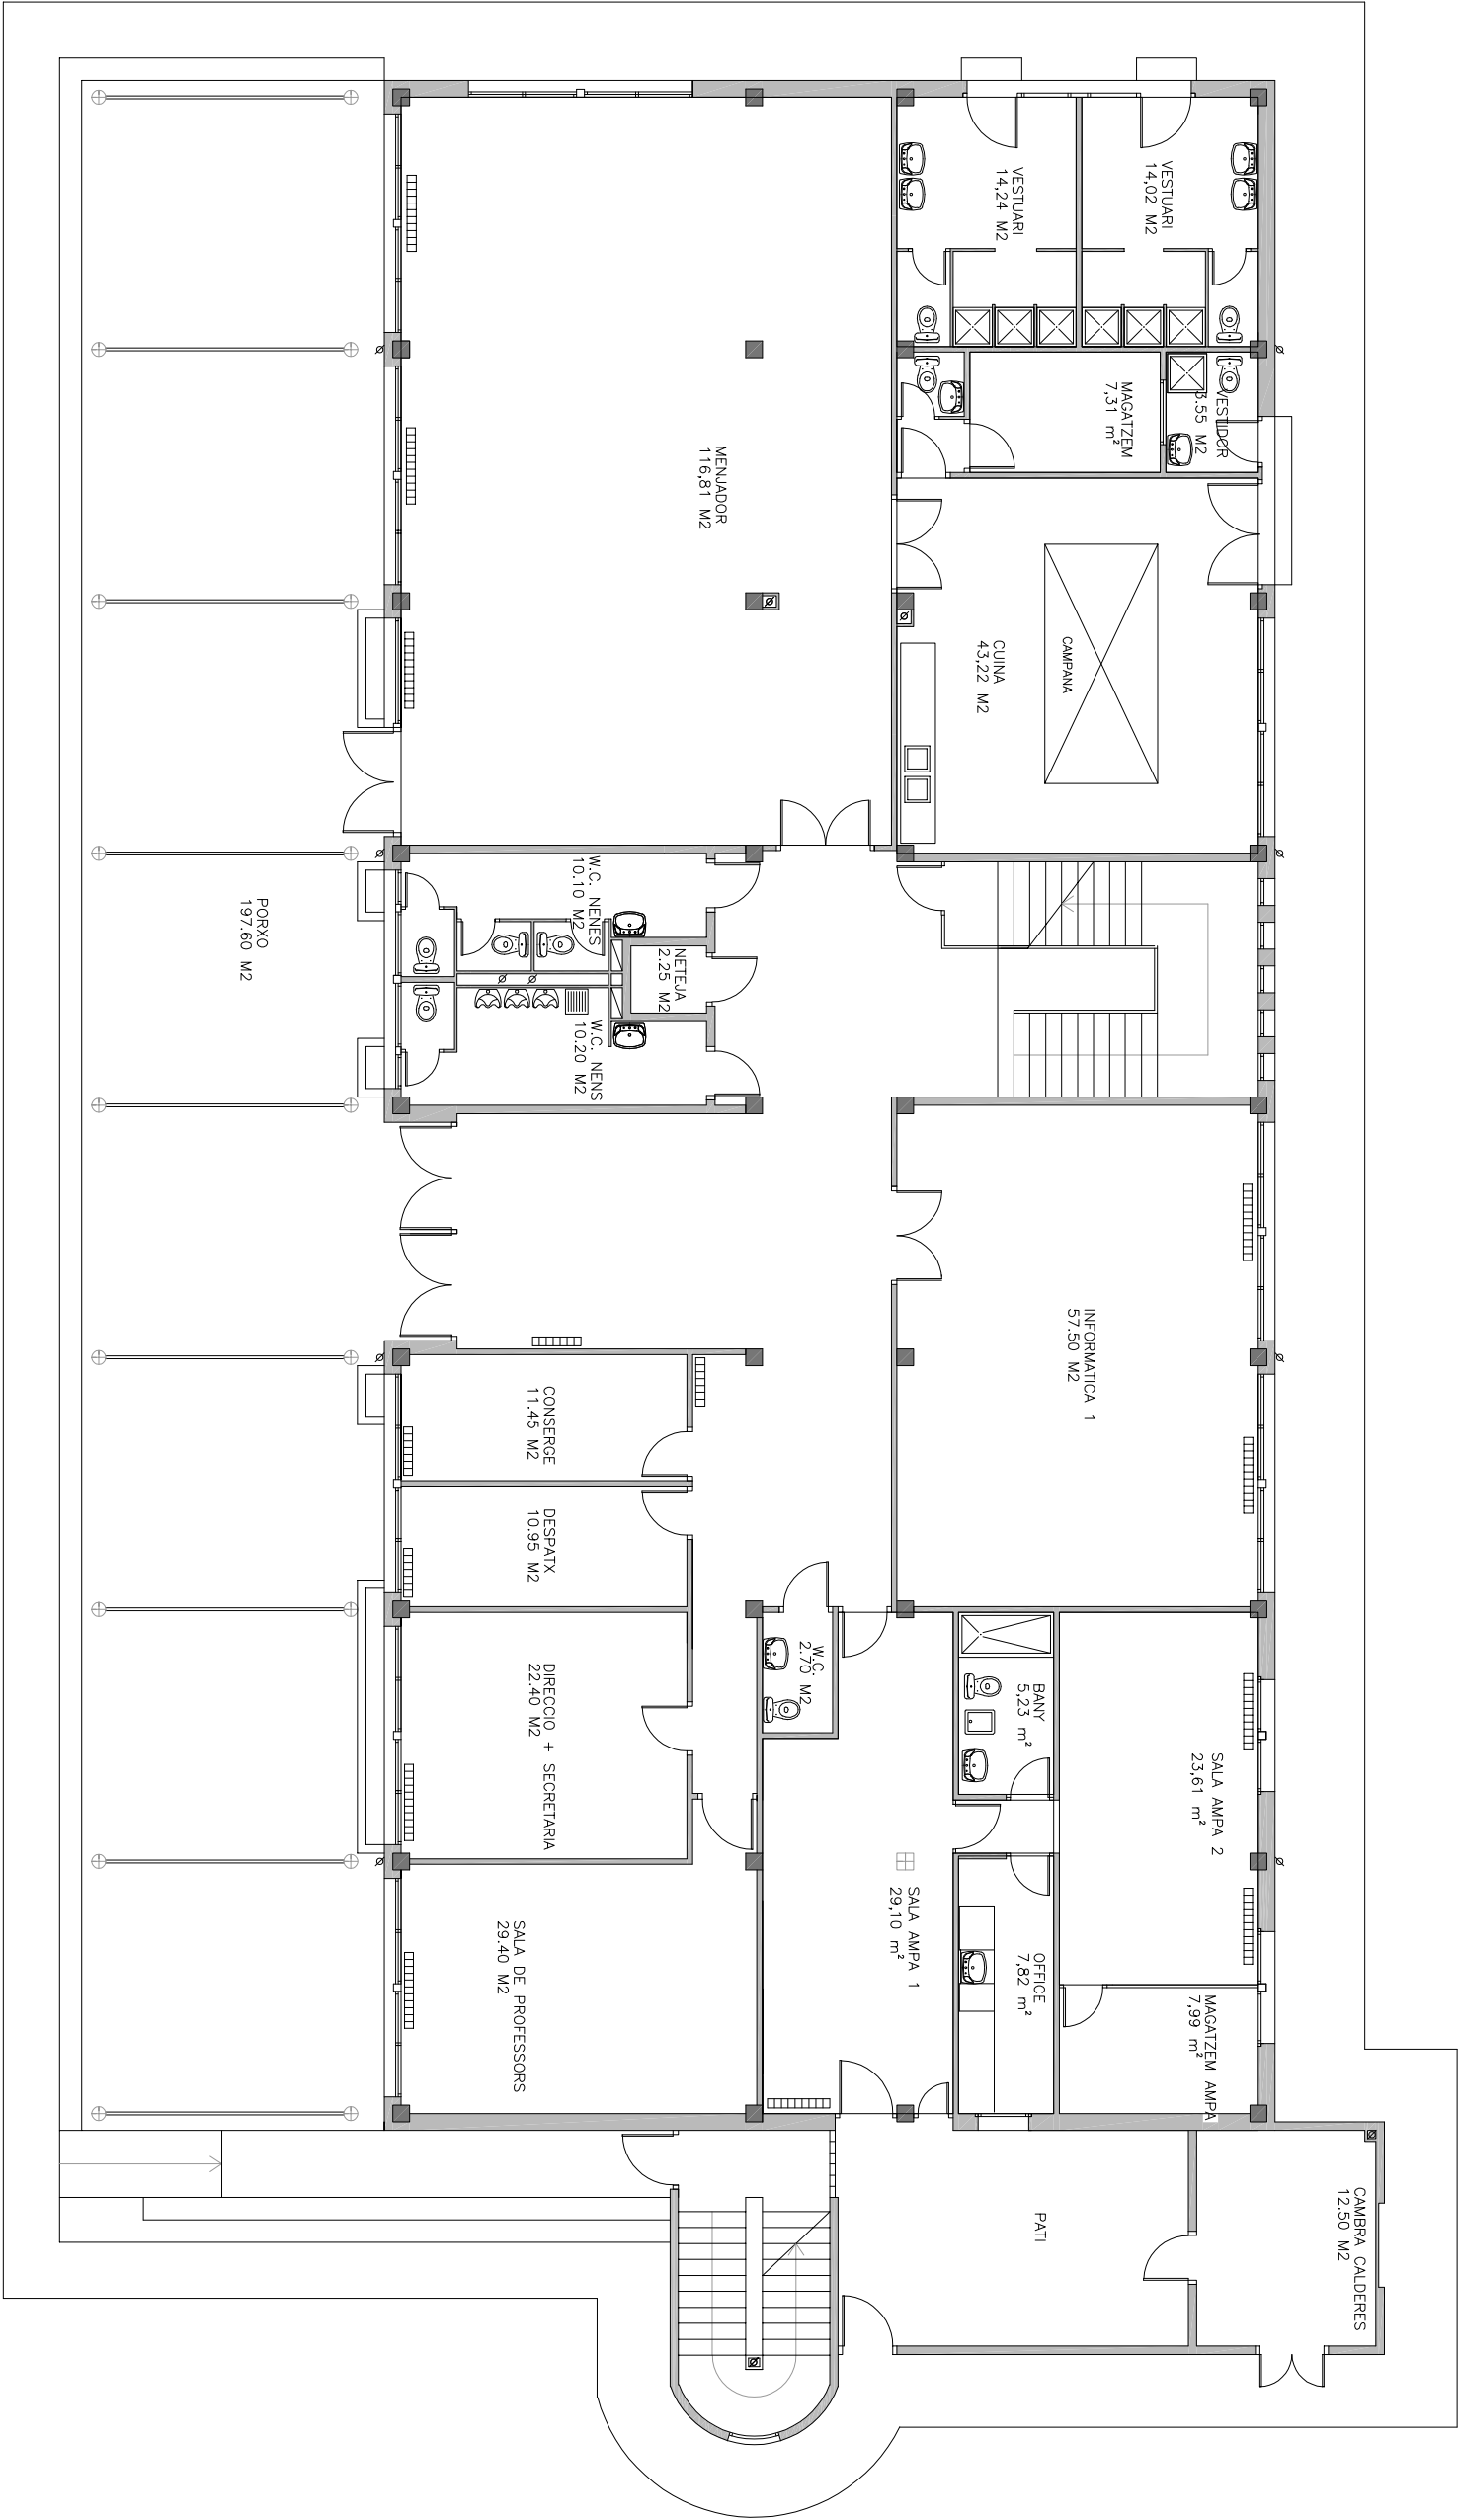 VESTUARI
14,02 M2
VESTUARI
14,24 M2
VESTIDOR
3.55 M2
MAGATZEM
7,31 m²
MENJADOR
116,81 M2
CUINA
43,22 M2
CAMPANA
W.C. NENES
10.10 M2
NETEJA
2.25 M2
W.C. NENS
10.20 M2
PORXO
197.60 M2
INFORMATICA 1
57.50 M2
CONSERGE
11.45 M2
DESPATX
10.95 M2
DIRECCIO + SECRETARIA
22.40 M2
W.C.
2.70 M2
BANY
5,23 m²
SALA AMPA 2
23,61 m²
SALA AMPA 1
29,10 m²
OFFICE
7,82 m²
MAGATZEM AMPA
7,99 m²
SALA DE PROFESSORS
29.40 M2
PATI
CAMBRA CALDERES
12.50 M2